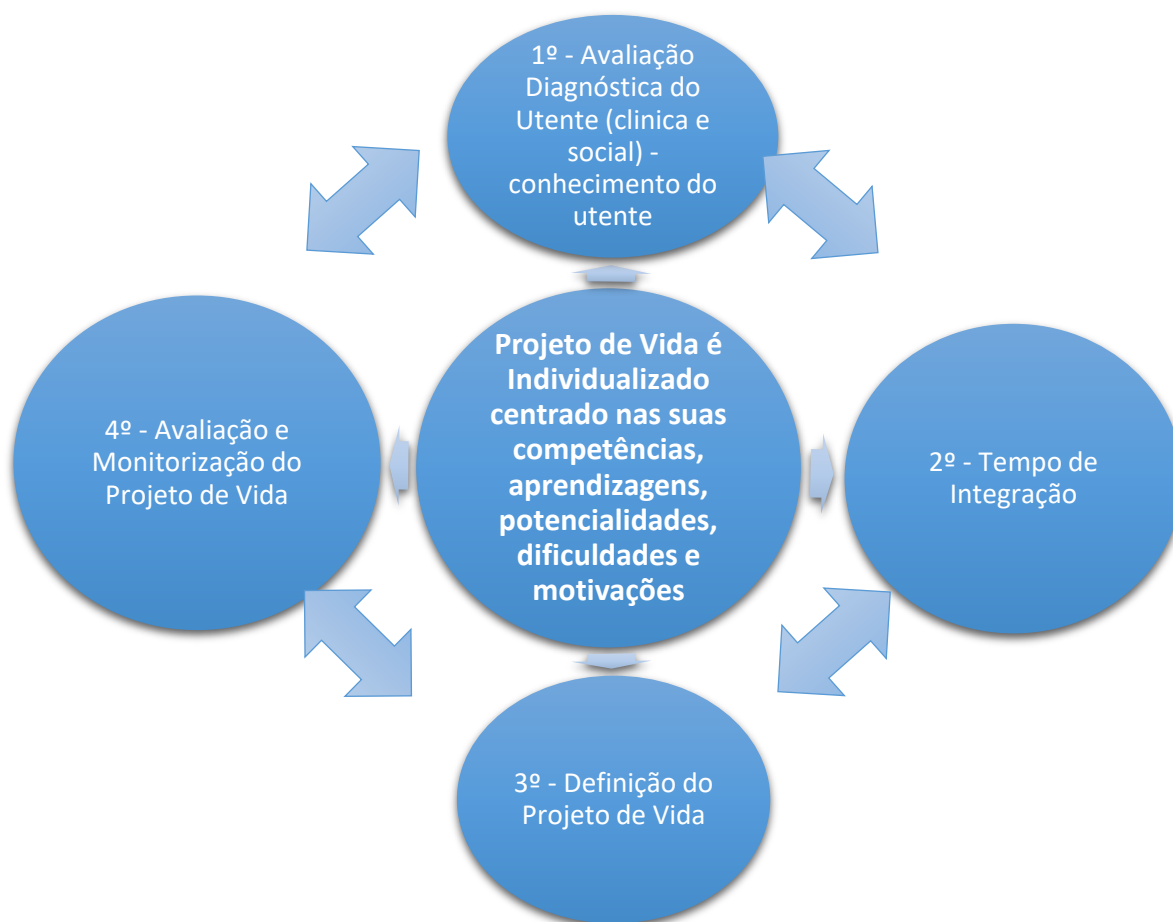 1º - Avaliação
Diagnóstica do
Utente (clinica e
social) -
conhecimento do
utente
Projeto de Vida é
Individualizado
centrado nas suas
competências,
aprendizagens,
potencialidades,
dificuldades e
motivações
4º - Avaliação e
Monitorização do
Projeto de Vida
2º - Tempo de
Integração
3º - Definição do
Projeto de Vida